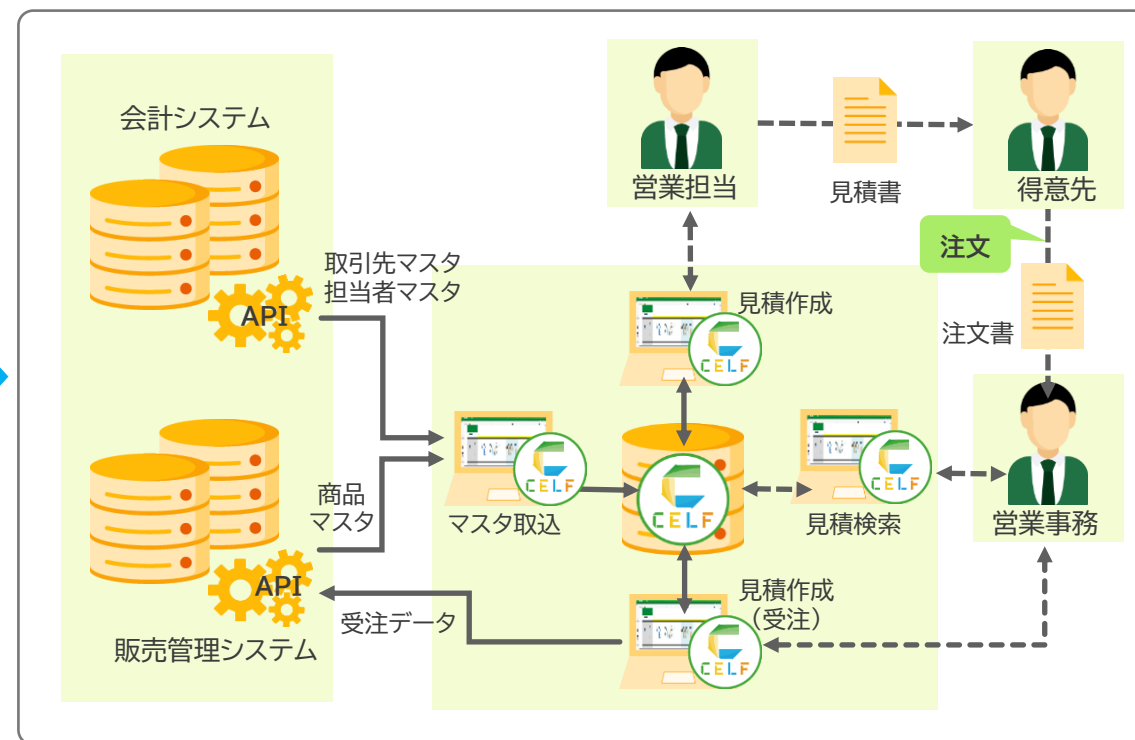 会計システム
API
取引先マスタ
担当者マスタ
営業担当
見積書
得意先
注文
注文書
見積作成
CELF
マスタ取込
CELF
CELF
見積検索
CELF
営業事務
商品
マスタ
API
販売管理システム
受注データ
見積作成
（受注）
CELF